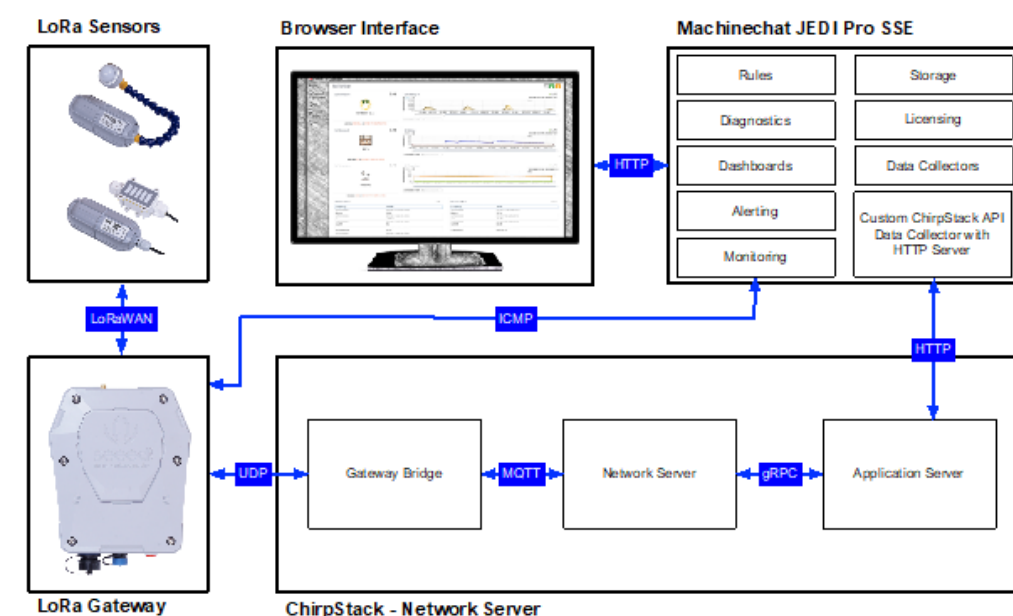 LoRa Sensors
Browser Interface
Machinechat JEDI Pro SSE
Rules
Storage
Diagnostics
Licensing
Dashboards
Data Collectors
Alerting
Custom ChirpStack API
Data Collector with
HTTP Server
Monitoring
HTTP
LoRaWAN
ICMP
HTTP
UDP
Gateway Bridge
MQTT
Network Server
gRPC
Application Server
LoRa Gateway
ChirpStack - Network Server